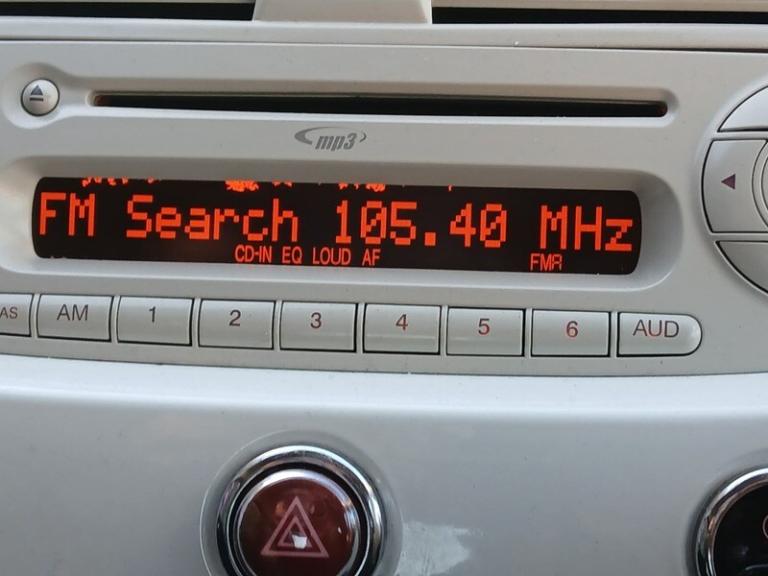 mp3
FM Search 105.40 MHz
CD-IN EQ LOUD AF FMA
AS AM 1 2 3 4 5 6 AUD